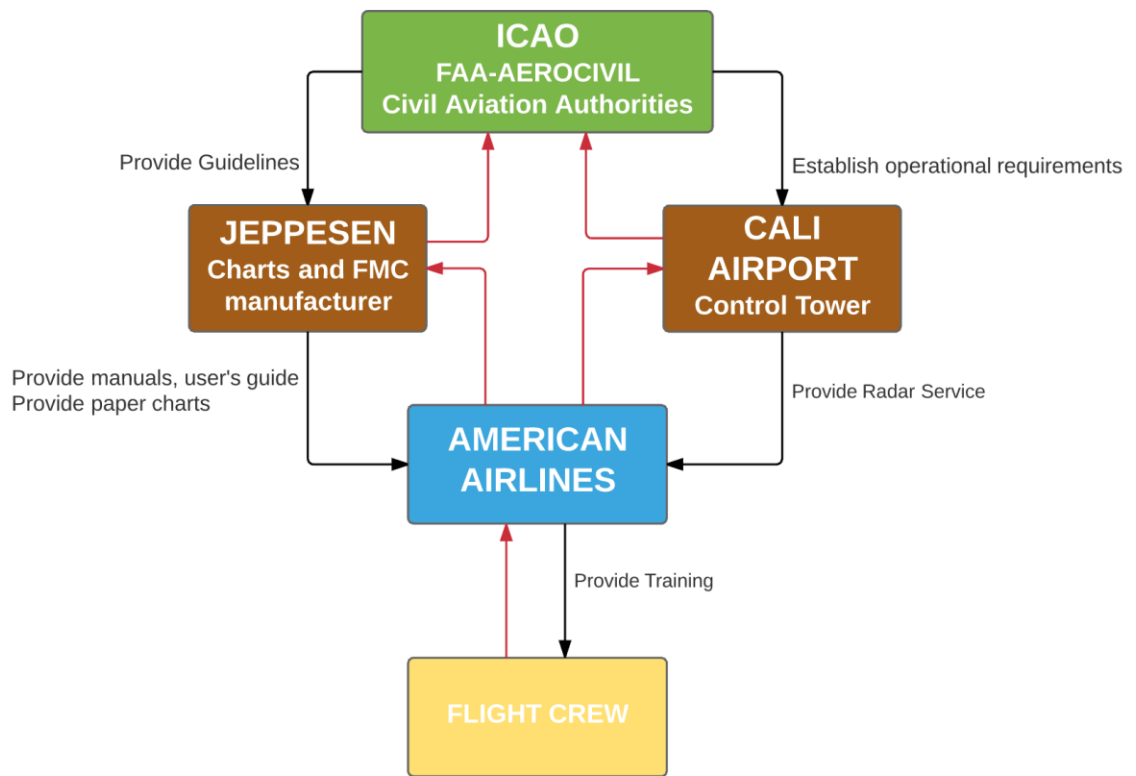 ICAO
FAA-AEROCIVIL
Civil Aviation Authorities
Provide Guidelines
Establish operational requirements
JEPPESEN
Charts and FMC
manufacturer
CALI
AIRPORT
Control Tower
Provide manuals, user's guide
Provide paper charts
Provide Radar Service
AMERICAN
AIRLINES
Provide Training
FLIGHT CREW